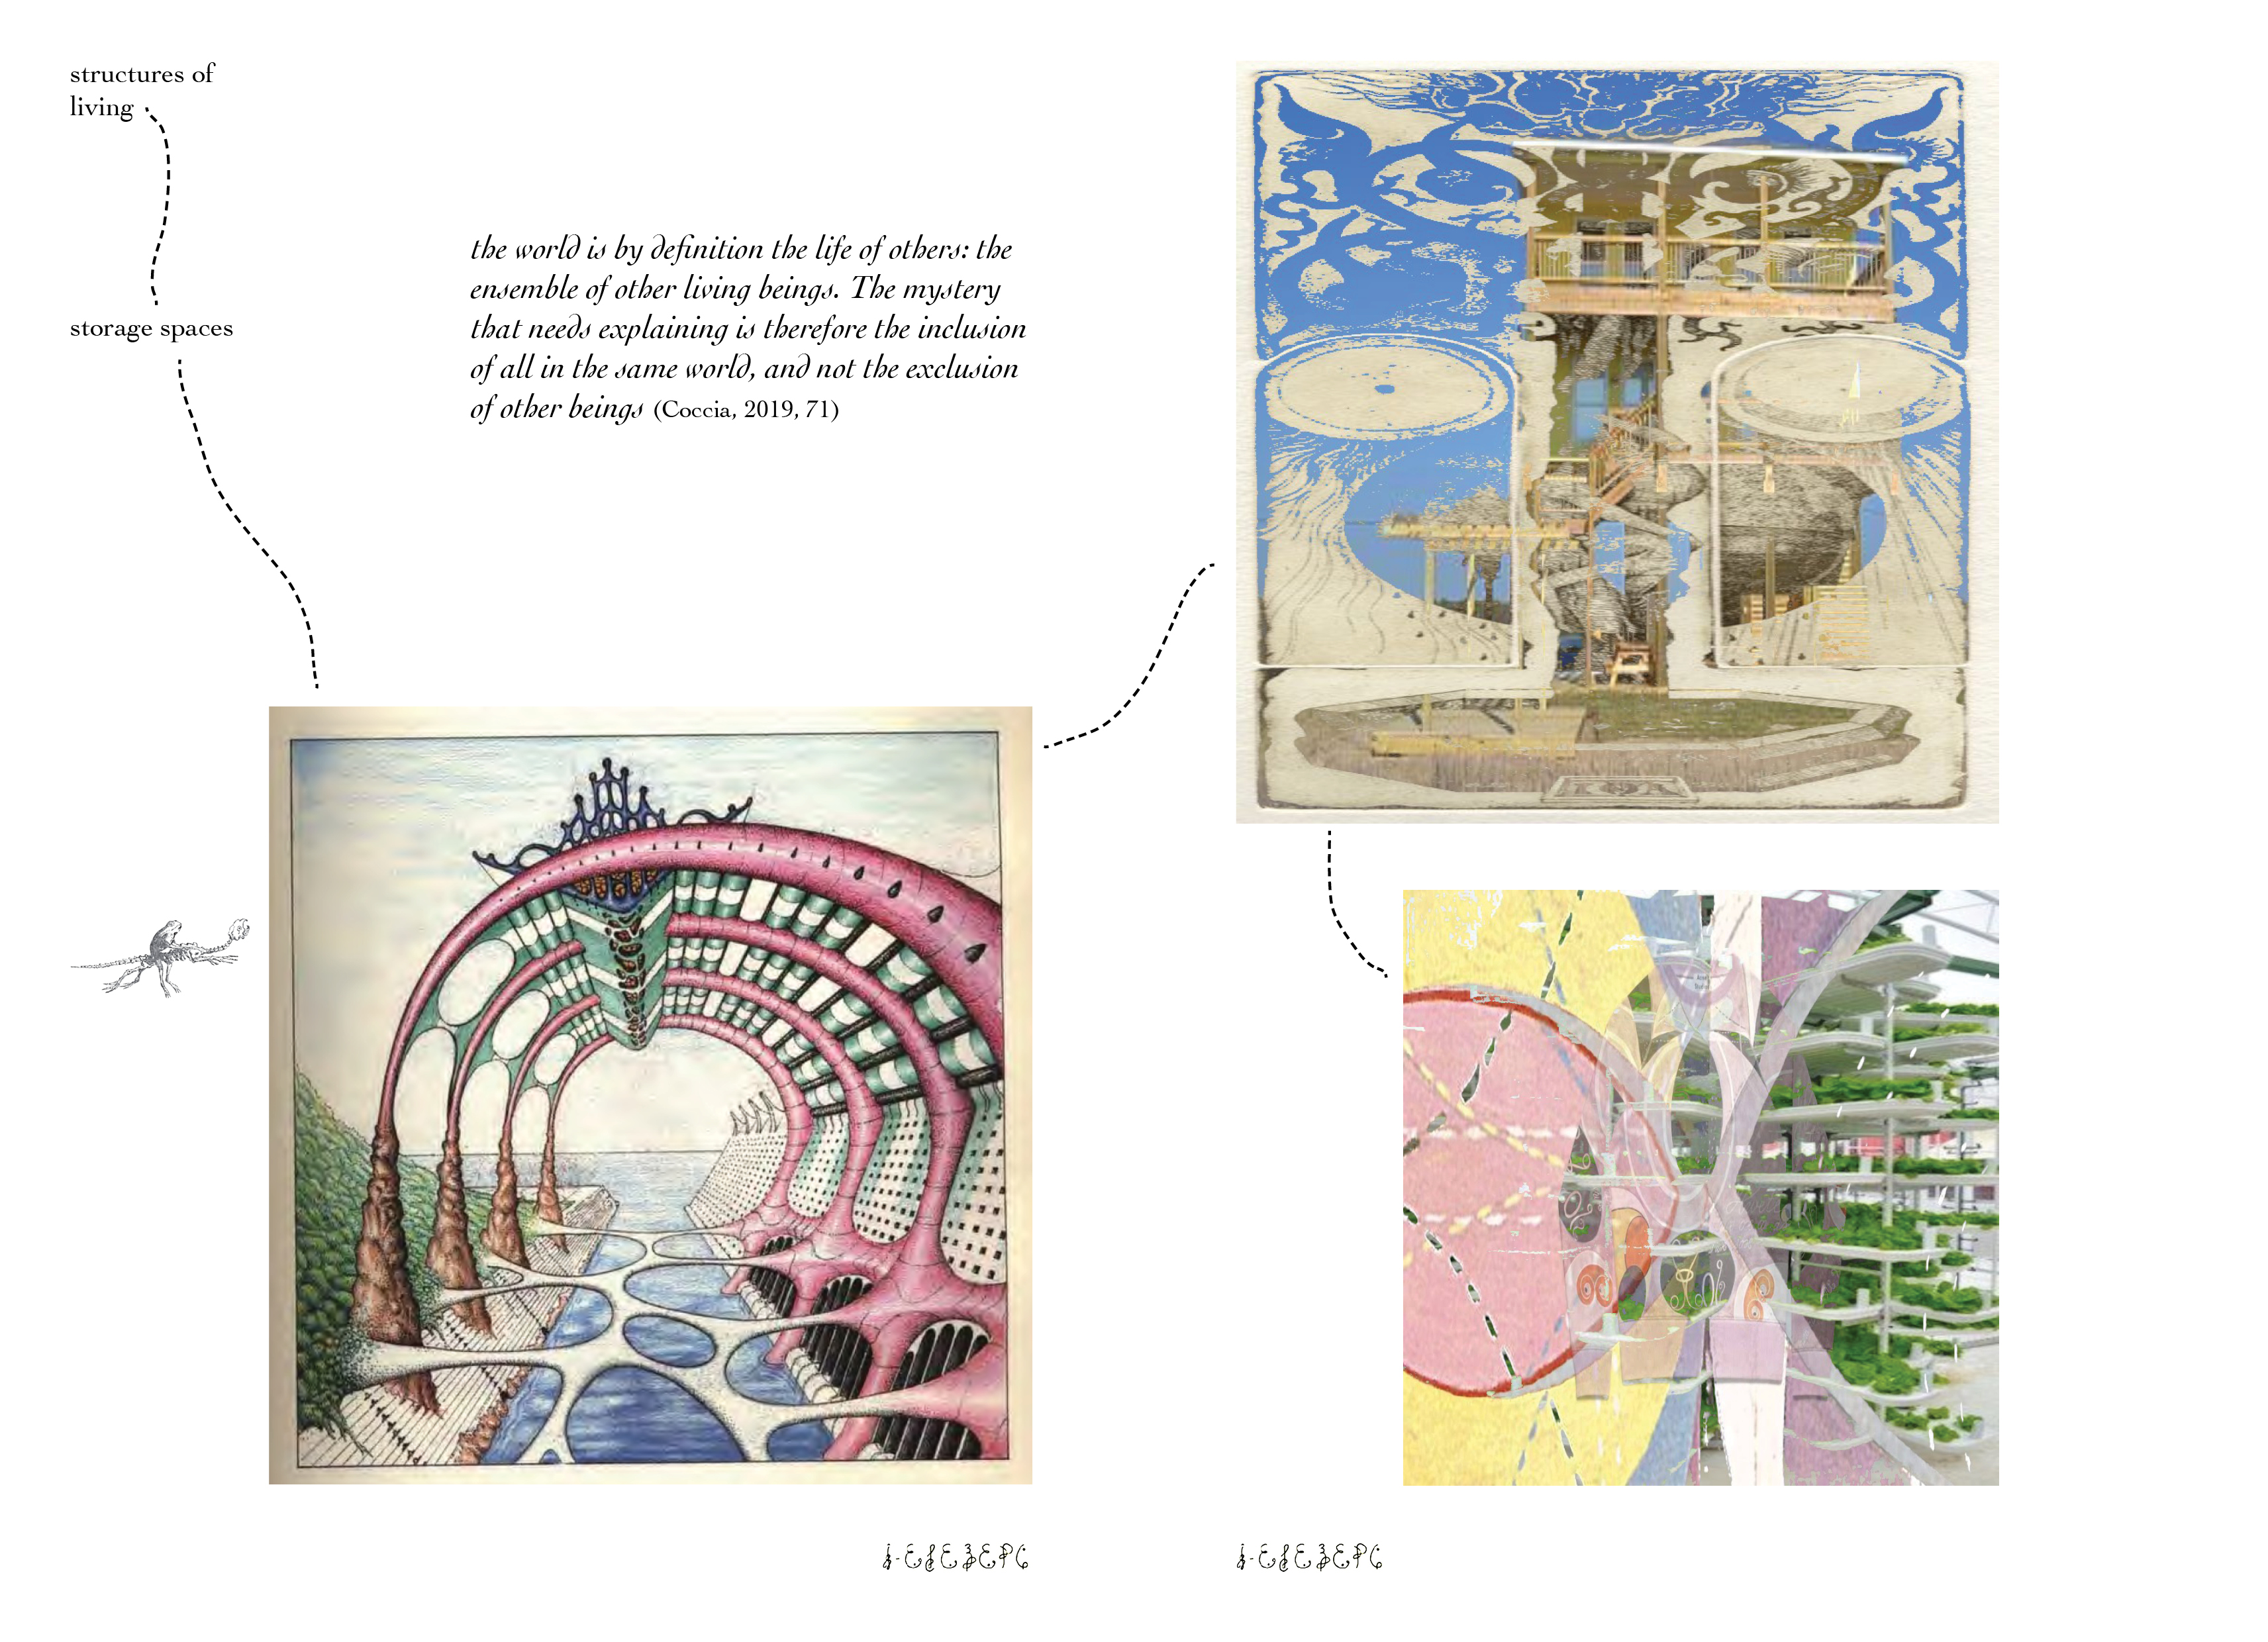 structures of
living
storage spaces
the world is by definition the life of others: the
ensemble of other living beings. The mystery
that needs explaining is therefore the inclusion
of all in the same world, and not the exclusion
of other beings (Coccia, 2019, 71)